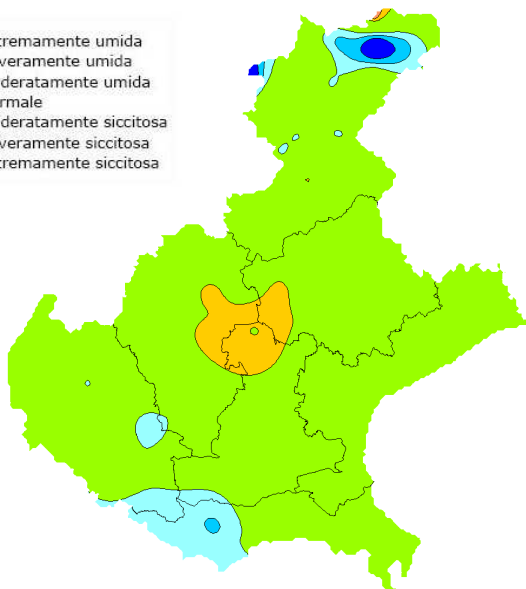 tremamente umida
veramente umida
deratamente umida
rmale
deratamente siccitosa
veramente siccitosa
tremamente siccitosa